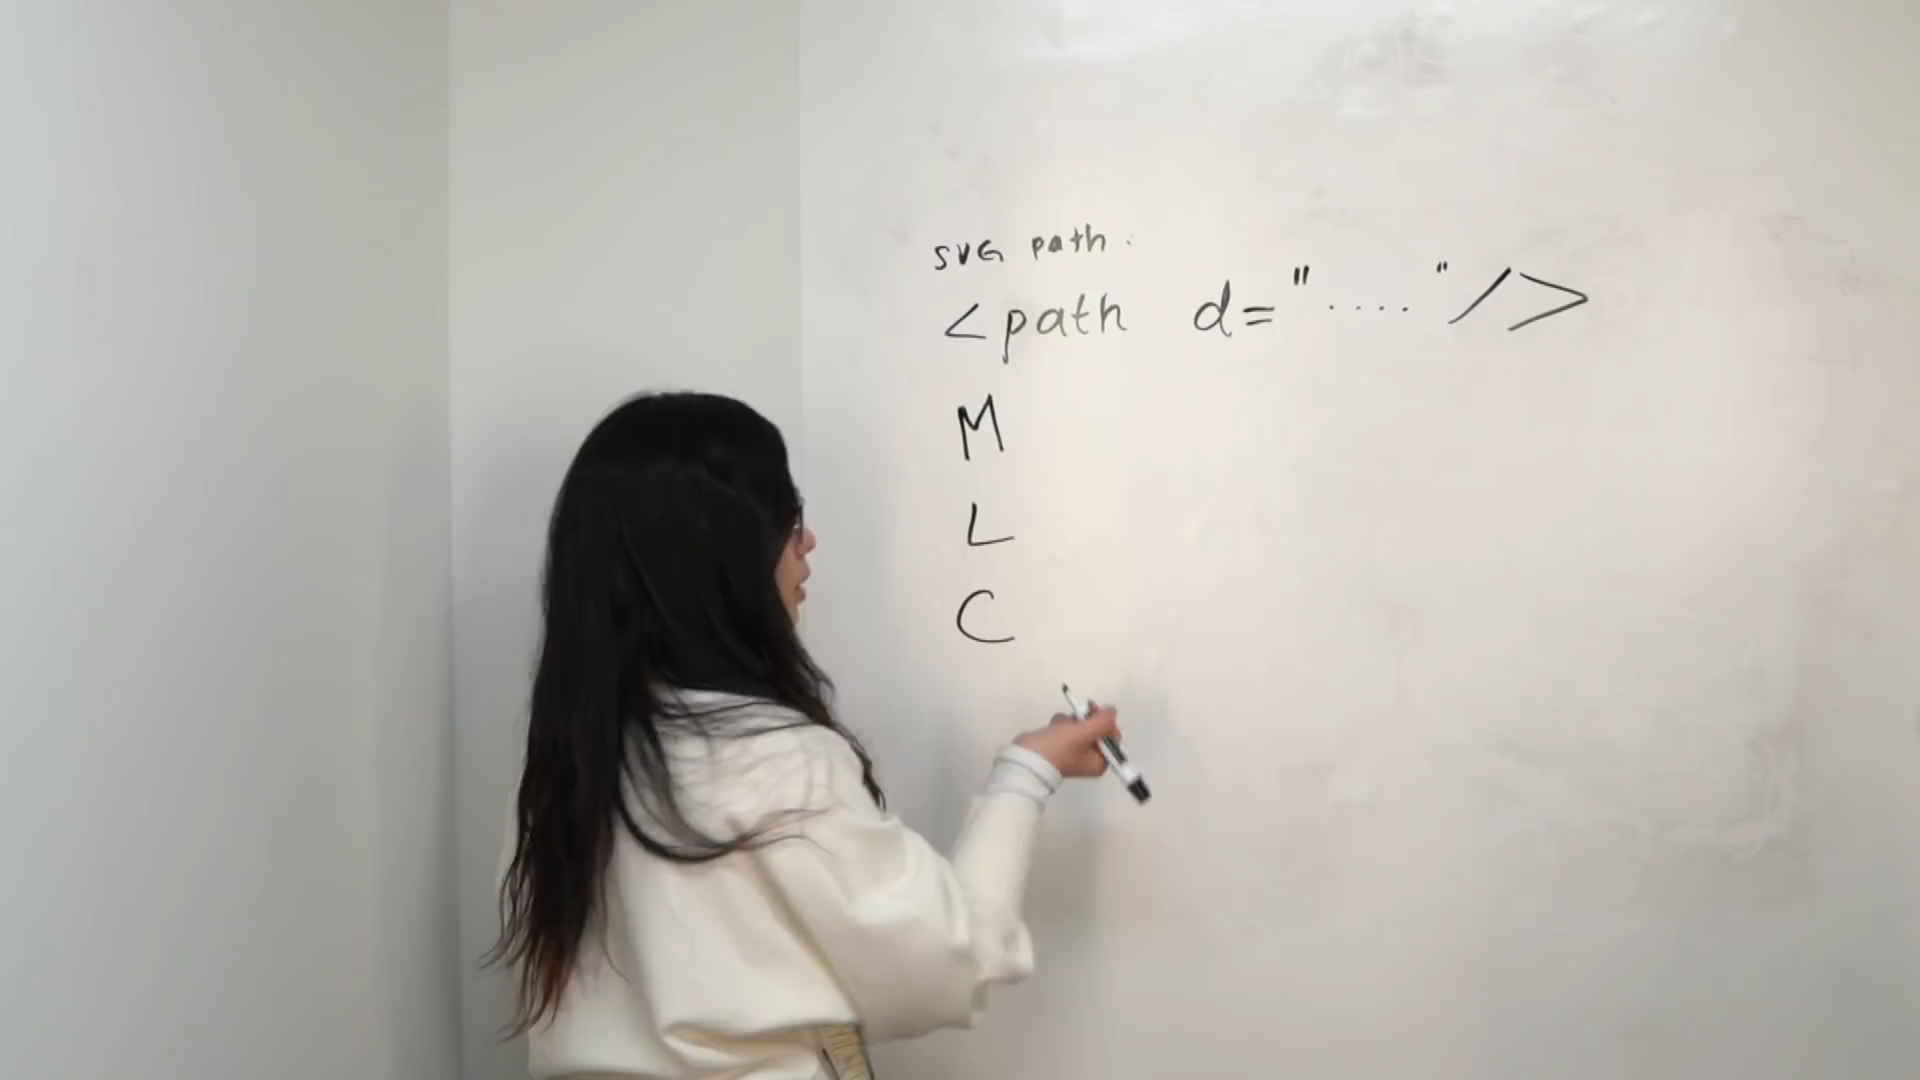 SVG path.
<path d="...."/>
M
L
C